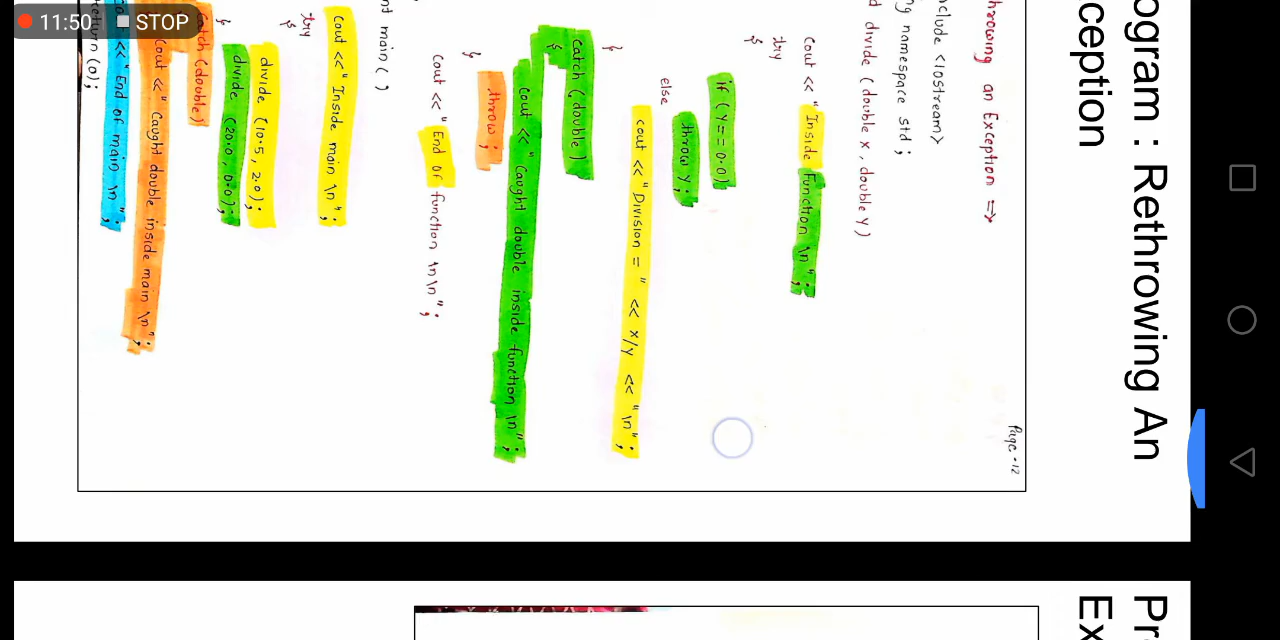 ogram : Rethrowing An
ception
Page - 12
hrowing an Exception =>
nclude <iostream>
ng namespace std ;
d divide ( double x , double y )
cout << "Inside Function \n";
try
{
if ( y == 0.0)
throw y ;
else
cout << "Division = " << x/y << "\n";
}
catch ( double )
{
cout << "Caught double inside function \n";
throw ;
}
cout << "End of function \n\n";
nt main ( )
cout << "Inside main \n";
try
{
divide (10.5, 2.0) ;
divide (20.0, 0.0) ;
}
catch (double)
cout << "Caught double inside main \n";
<< "End of main \n";
return (0);
11:50 STOP
Pr
Ex